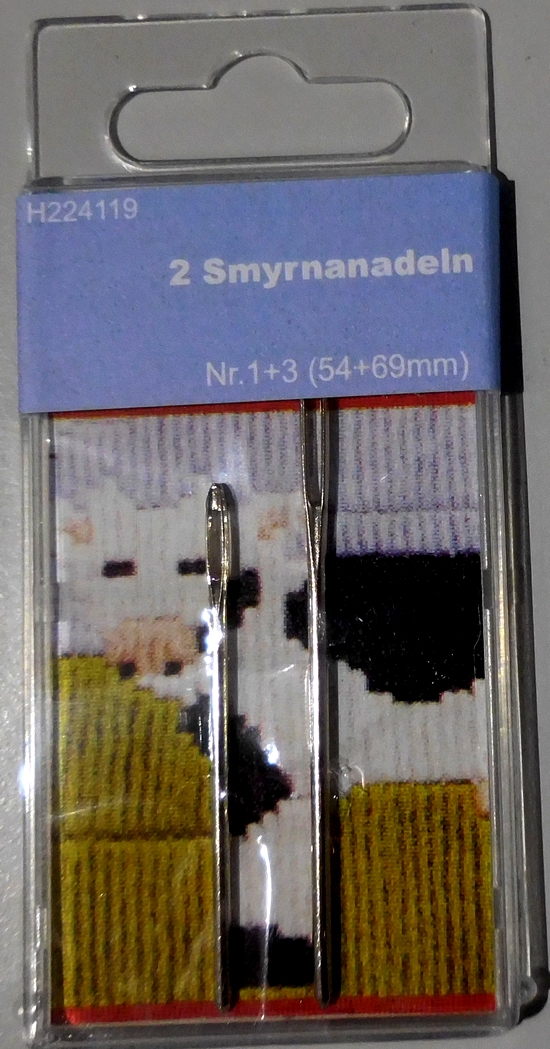 H224119
2 Smyrnanadeln
Nr.1+3 (54+69mm)